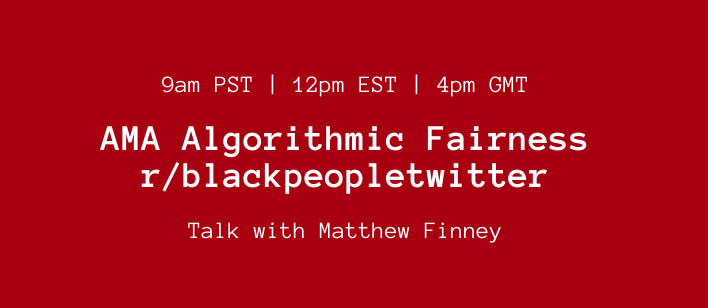 9am PST | 12pm EST | 4pm GMT
AMA Algorithmic Fairness
r/blackpeopletwitter
Talk with Matthew Finney